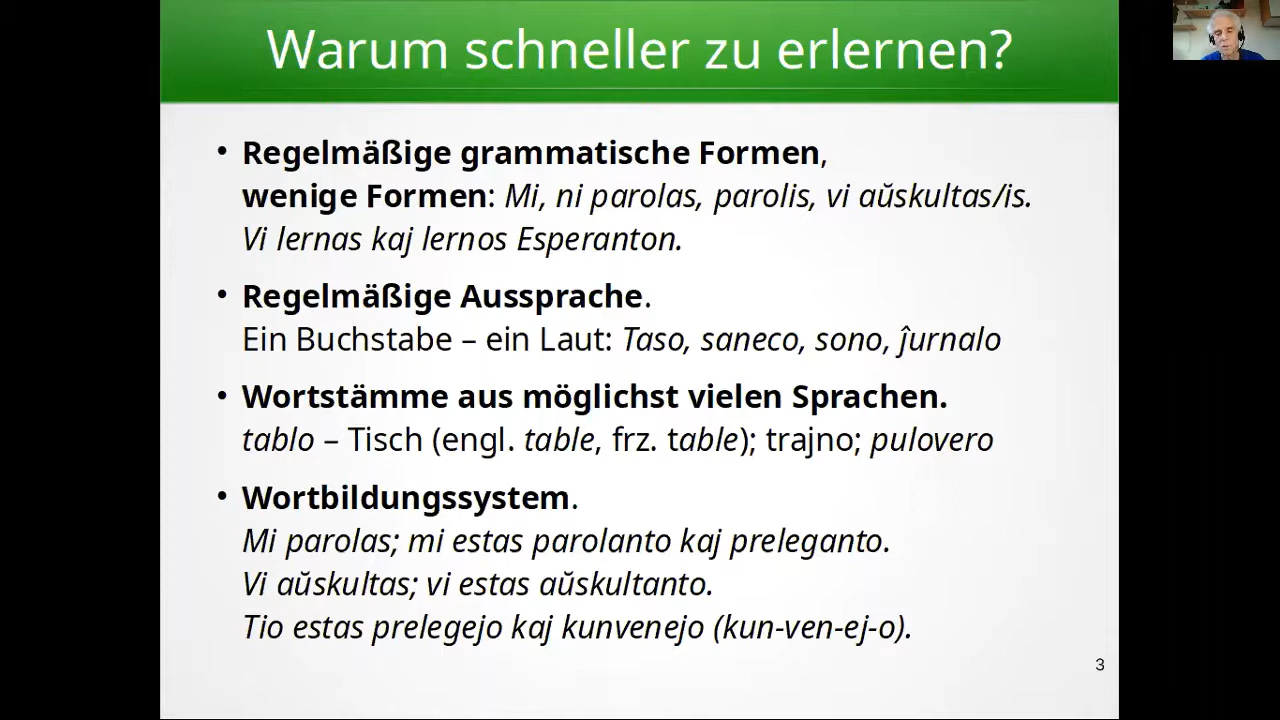 Warum schneller zu erlernen?
• Regelmäßige grammatische Formen,
wenige Formen: Mi, ni parolas, parolis, vi aŭskultas/is.
Vi lernas kaj lernos Esperanton.
• Regelmäßige Aussprache.
Ein Buchstabe – ein Laut: Taso, saneco, sono, ĵurnalo
• Wortstämme aus möglichst vielen Sprachen.
tablo – Tisch (engl. table, frz. table); trajno; pulovero
• Wortbildungssystem.
Mi parolas; mi estas parolanto kaj preleganto.
Vi aŭskultas; vi estas aŭskultanto.
Tio estas prelegejo kaj kunvenejo (kun-ven-ej-o).
3